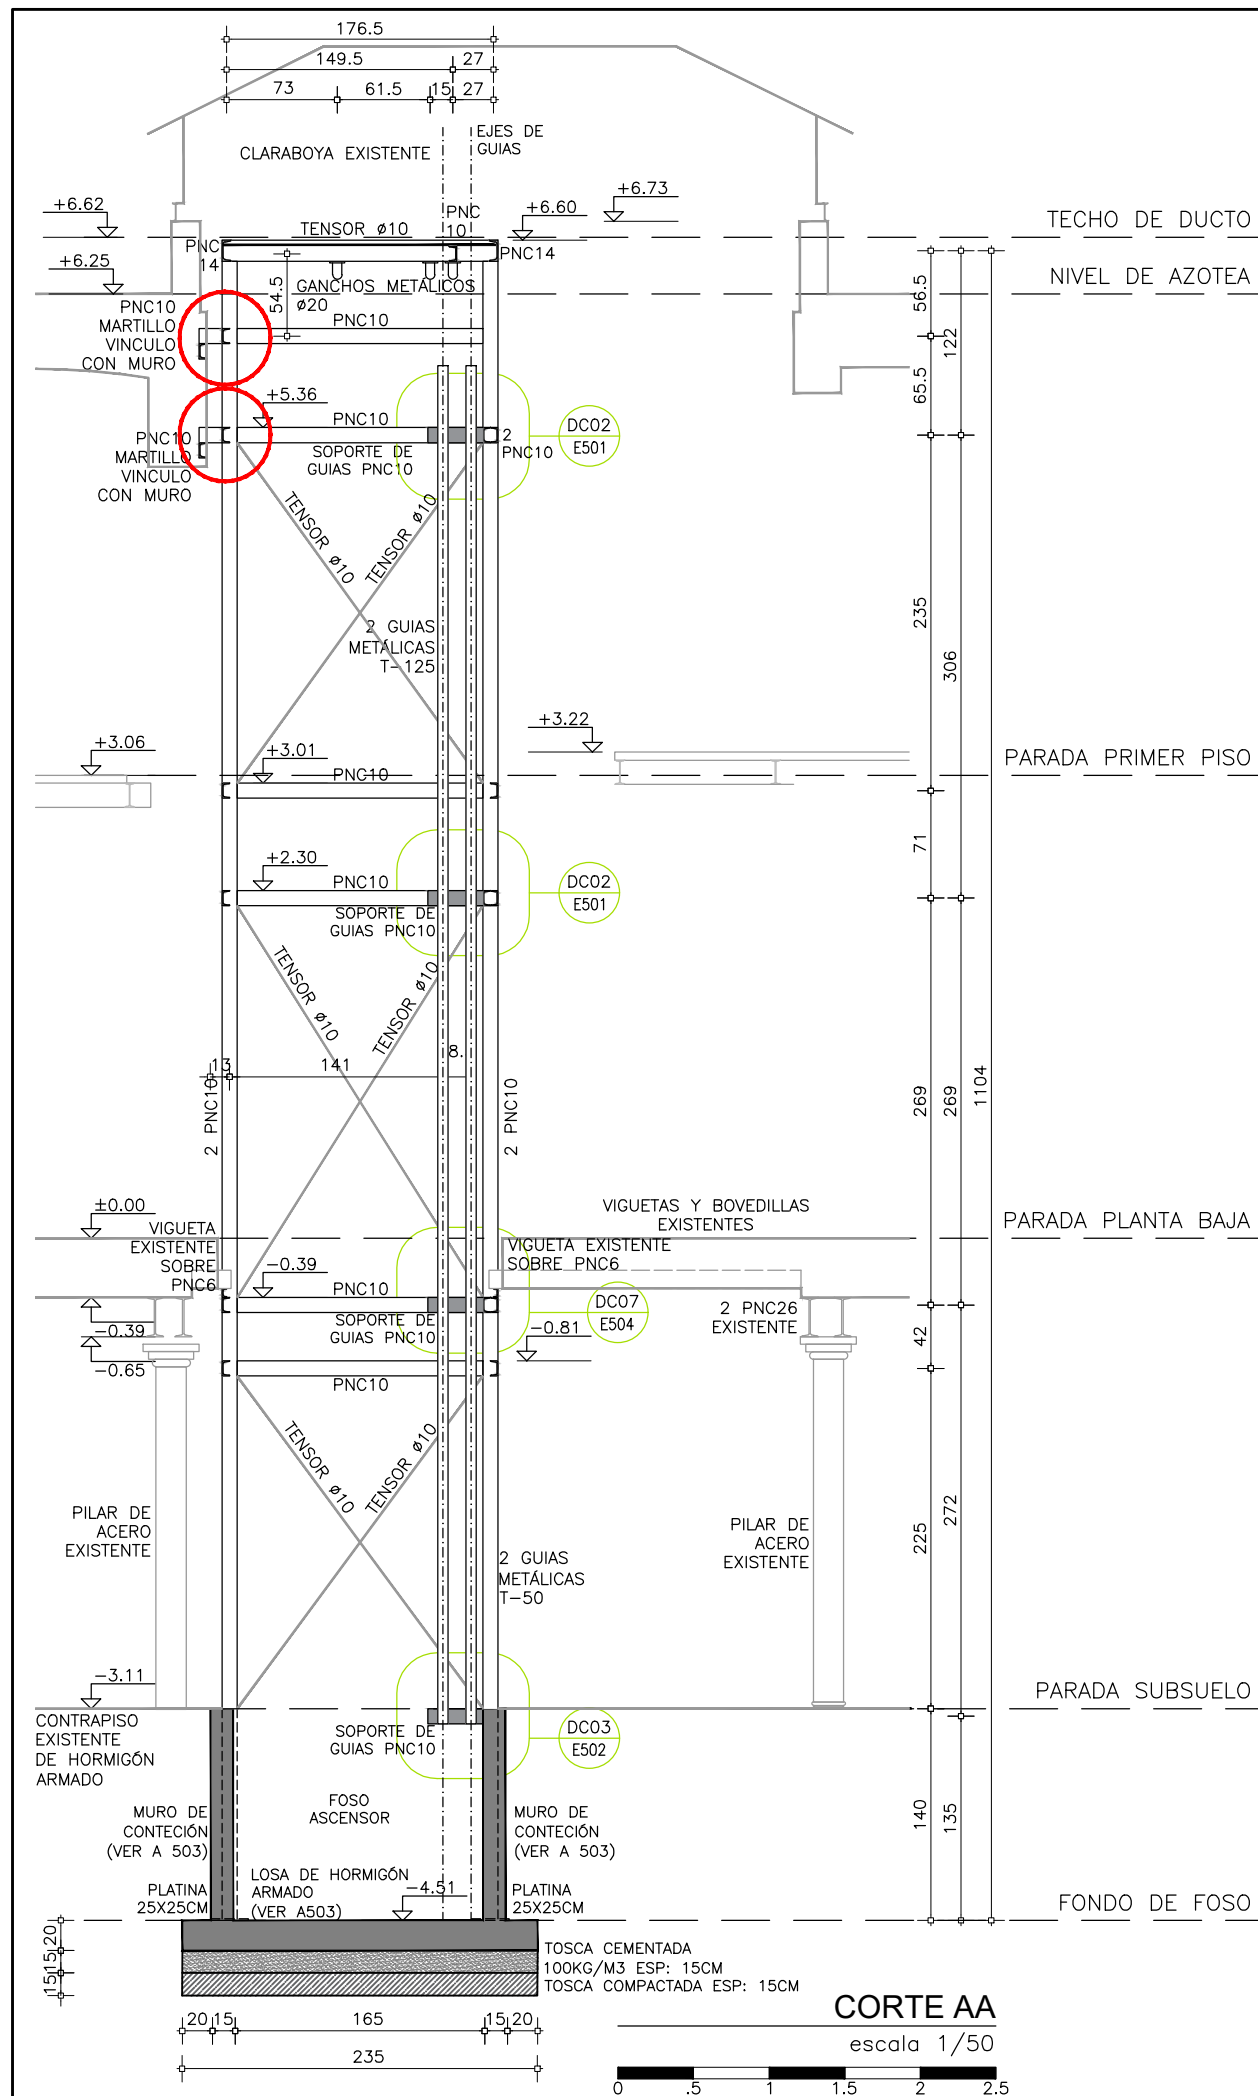 176.5
149.5
27
73
61.5
15
27
EJES DE
GUIAS
CLARABOYA EXISTENTE
+6.62
+6.73
PNC
10
+6.60
TENSOR ø10
TECHO DE DUCTO
PNC
14
PNC14
+6.25
NIVEL DE AZOTEA
GANCHOS METÁLICOS
ø20
54.5
56.5
PNC10
MARTILLO
VINCULO
CON MURO
PNC10
122
65.5
+5.36
PNC10
DC02
E501
PNC10
MARTILLO
VINCULO
CON MURO
SOPORTE DE
GUIAS PNC10
2
PNC10
TENSOR ø10
TENSOR ø10
235
2 GUIAS
METÁLICAS
T-125
306
+3.22
+3.06
+3.01
PNC10
PARADA PRIMER PISO
71
+2.30
PNC10
DC02
E501
SOPORTE DE
GUIAS PNC10
TENSOR ø10
TENSOR ø10
13
141
8.
2 PNC10
2 PNC10
269
269
1104
±0.00
VIGUETAS Y BOVEDILLAS
EXISTENTES
PARADA PLANTA BAJA
VIGUETA
EXISTENTE
SOBRE
PNC6
VIGUETA EXISTENTE
SOBRE PNC6
−0.39
PNC10
DC07
E504
2 PNC26
EXISTENTE
−0.39
SOPORTE DE
GUIAS PNC10
−0.81
42
−0.65
PNC10
TENSOR ø10
TENSOR ø10
PILAR DE
ACERO
EXISTENTE
PILAR DE
ACERO
EXISTENTE
225
272
2 GUIAS
METÁLICAS
T-50
−3.11
PARADA SUBSUELO
CONTRAPISO
EXISTENTE
DE HORMIGÓN
ARMADO
SOPORTE DE
GUIAS PNC10
DC03
E502
FOSO
ASCENSOR
MURO DE
CONTECIÓN
(VER A 503)
MURO DE
CONTECIÓN
(VER A 503)
140
135
LOSA DE HORMIGÓN
ARMADO
(VER A503)
PLATINA
25X25CM
−4.51
PLATINA
25X25CM
FONDO DE FOSO
20
15
15
TOSCA CEMENTADA
100KG/M3 ESP: 15CM
TOSCA COMPACTADA ESP: 15CM
20
15
165
15
20
235
CORTE AA
escala 1/50
0
.5
1
1.5
2
2.5